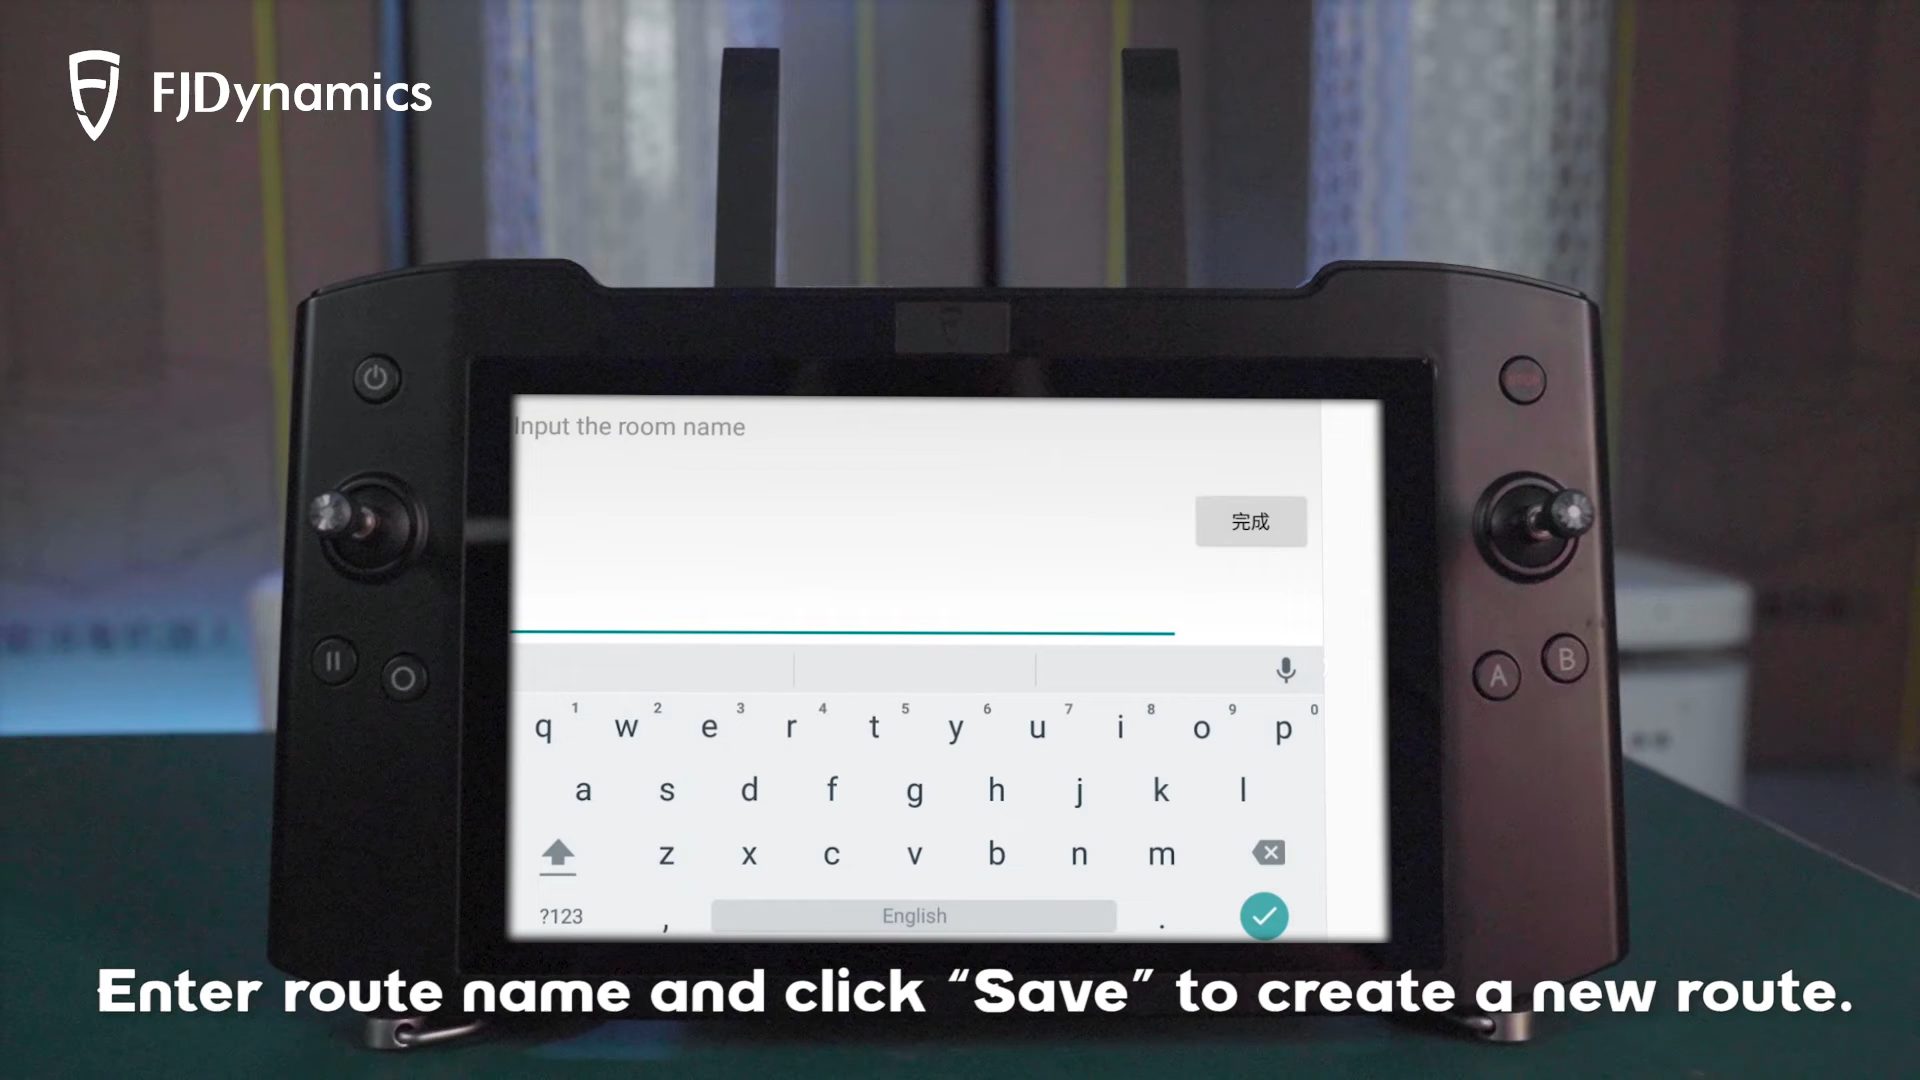 FJDynamics
Input the room name
完成
1 2 3 4 5 6 7 8 9 0
q w e r t y u i o p
a s d f g h j k l
z x c v b n m
?123 , English .
A B
Enter route name and click “Save” to create a new route.